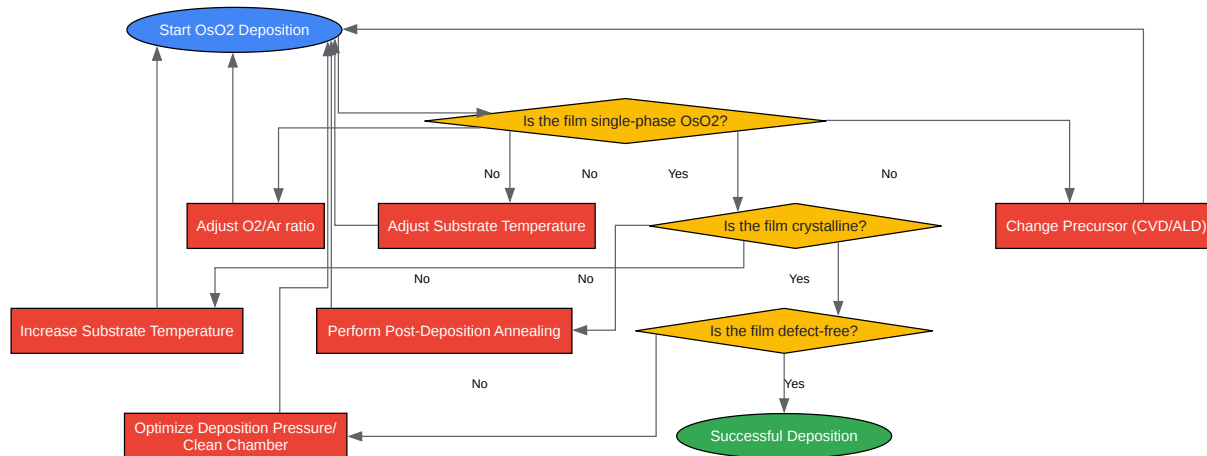 Start OsO2 Deposition
Is the film single-phase OsO2?
No
No
Yes
No
Adjust O2/Ar ratio
Adjust Substrate Temperature
Is the film crystalline?
Change Precursor (CVD/ALD)
No
No
Yes
Increase Substrate Temperature
Perform Post-Deposition Annealing
Is the film defect-free?
No
Yes
Optimize Deposition Pressure/
Clean Chamber
Successful Deposition